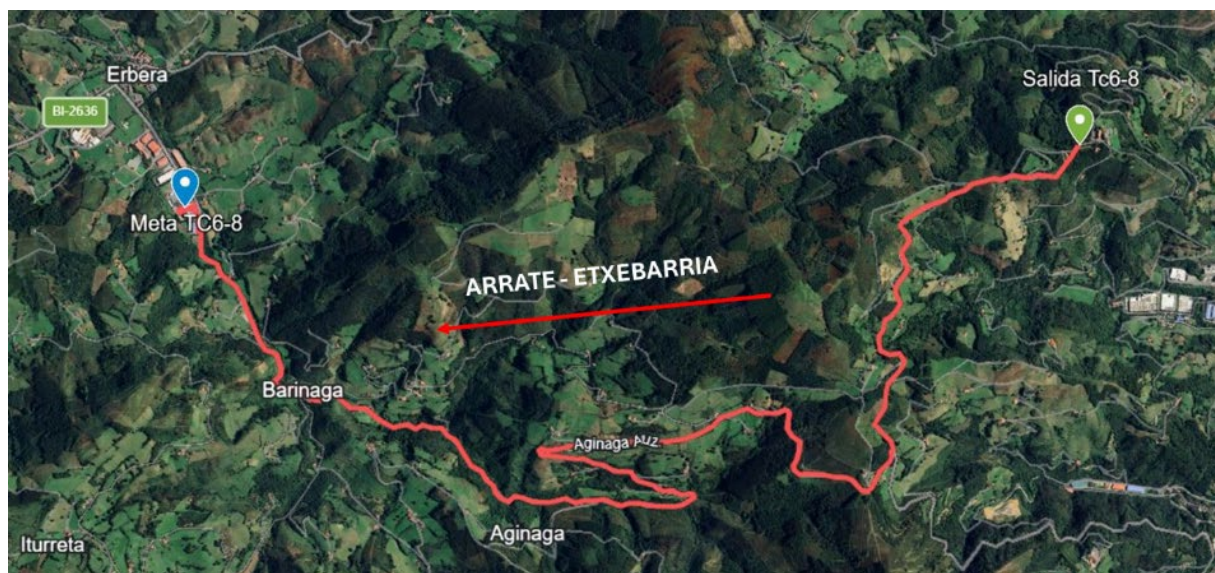 Erbera
BI-2636
Salida Tc6-8
Meta TC6-8
ARRATE - ETXEBARRIA
Barinaga
Aginaga Auz.
Aginaga
Iturreta